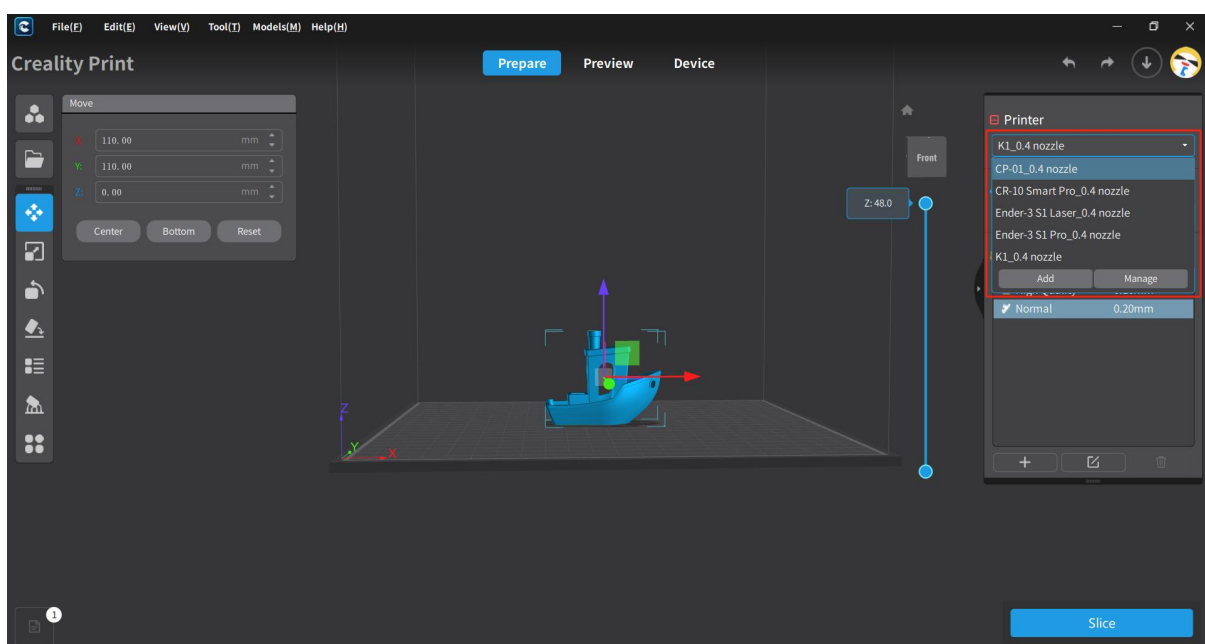 File(F) Edit(E) View(V) Tool(T) Models(M) Help(H)
Creality Print
Prepare Preview Device
Move
X: 110.00 mm
Y: 110.00 mm
Z: 0.00 mm
Center Bottom Reset
Front
Z: 48.0
Printer
K1_0.4 nozzle
CP-01_0.4 nozzle
CR-10 Smart Pro_0.4 nozzle
Ender-3 S1 Laser_0.4 nozzle
Ender-3 S1 Pro_0.4 nozzle
K1_0.4 nozzle
Add Manage
Normal 0.20mm
Z
Y
X
1
Slice